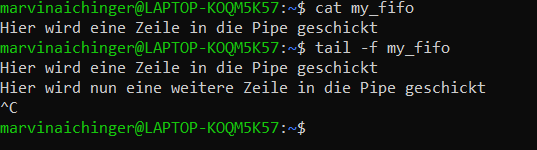 marvinaichinger@LAPTOP-KOQM5K57:~$ cat my_fifo
Hier wird eine Zeile in die Pipe geschickt
marvinaichinger@LAPTOP-KOQM5K57:~$ tail -f my_fifo
Hier wird eine Zeile in die Pipe geschickt
Hier wird nun eine weitere Zeile in die Pipe geschickt
^C
marvinaichinger@LAPTOP-KOQM5K57:~$